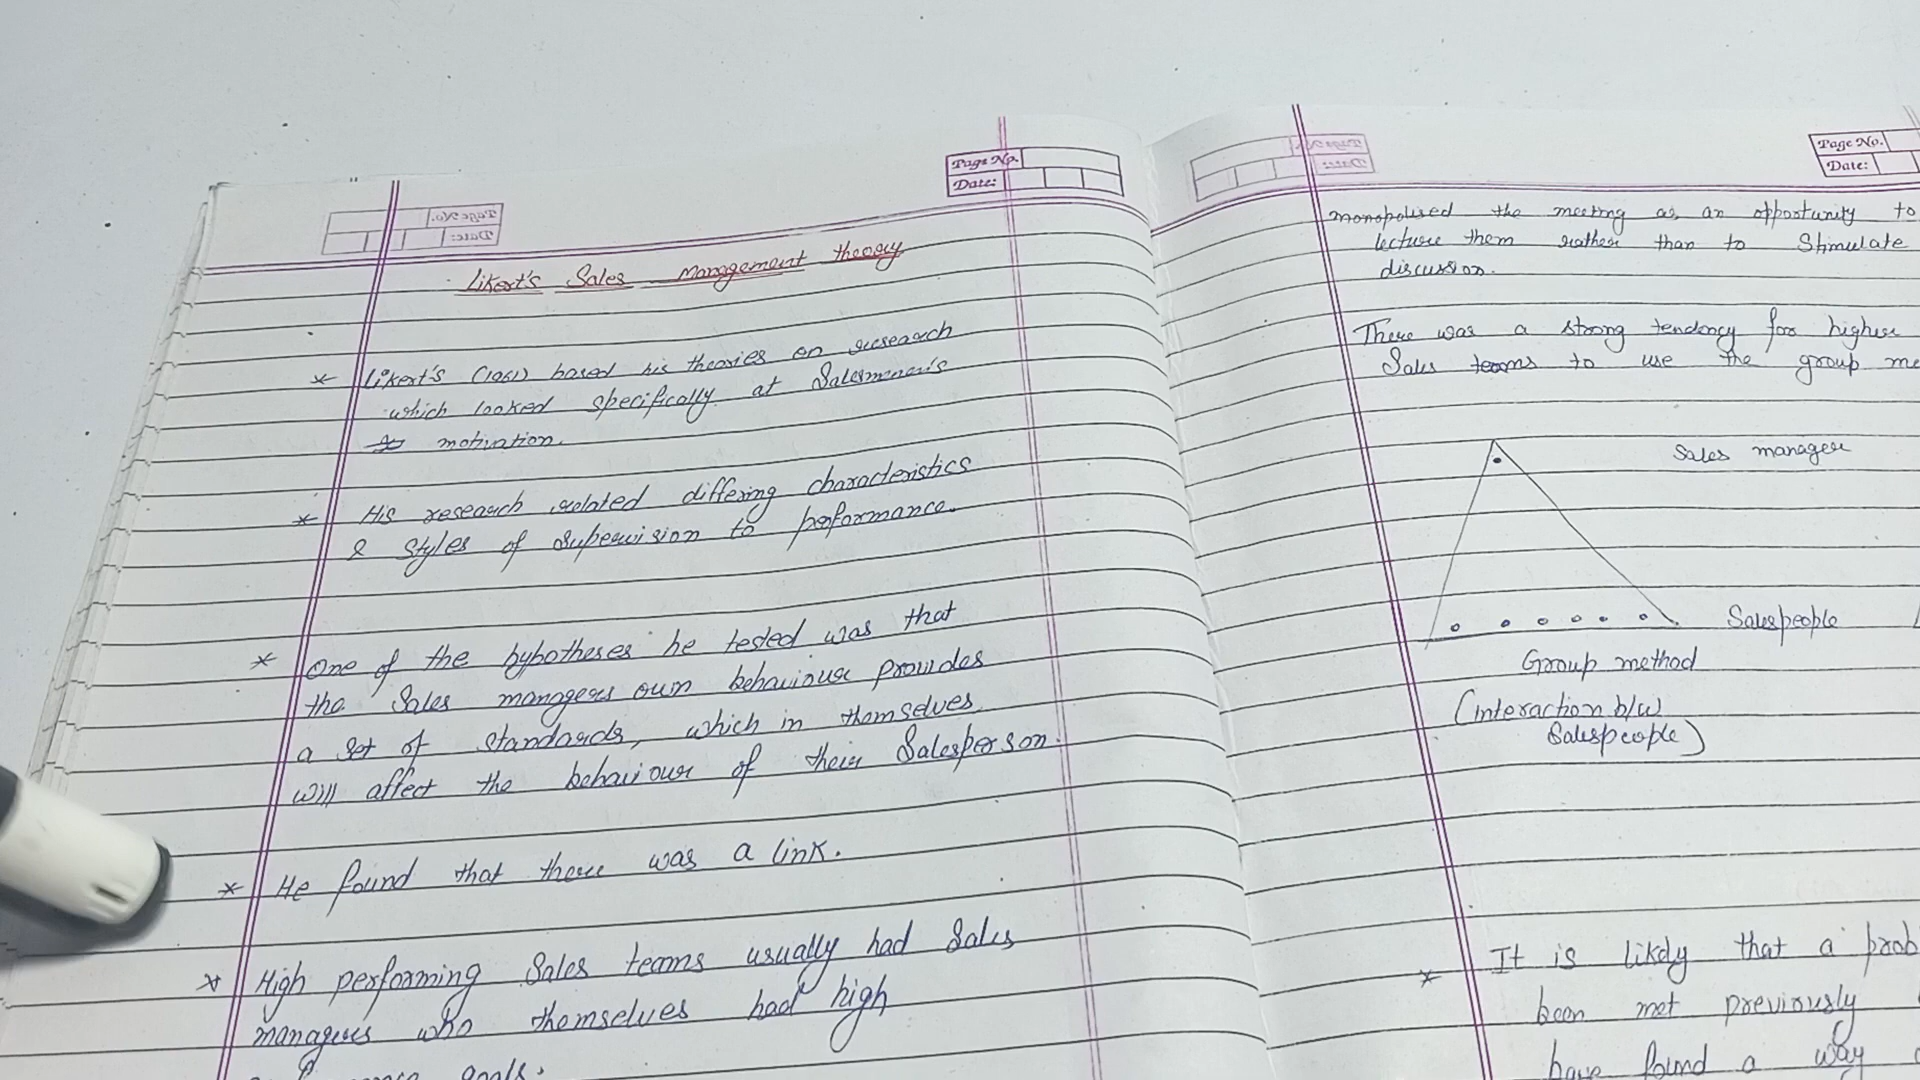 Page No.
Date:
Likert's Sales Management theory
* Likert's (1961) based his theories on research
which looked specifically at Salesmener's
motivation.
* His research related differing characteristics
& styles of supervision to performance.
* One of the hybotheses he tested was that
the Sales managers own behaviour provides
a set of standards, which in themselves
will affect the behaviour of their Salesperson.
* He found that there was a link.
* High performing Sales teams usually had Sales
managers who themselves had high
goals.
Page No.
Date:
monopolised the meeting as an opportunity to
lecture them rather than to Stimulate
discussion.
There was a strong tendency for higher
Sales teams to use the group me
Sales manager
Salespeople
Group method
(Interaction b/w
Salespeople)
* It is likely that a prob
been met previously
have found a way